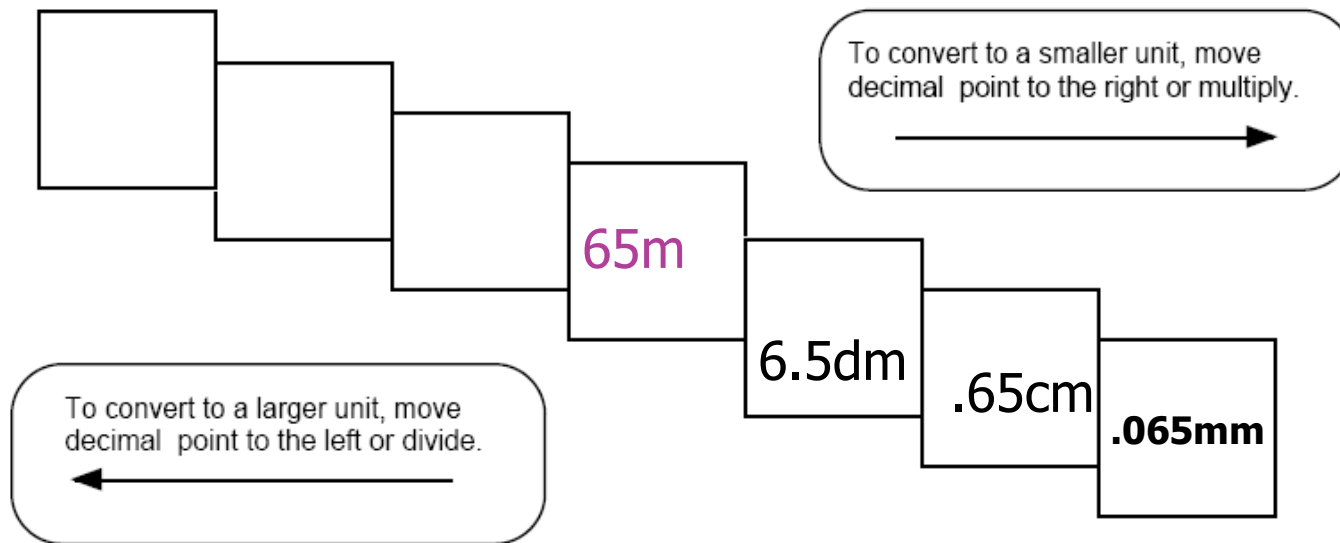 To convert to a smaller unit, move
decimal point to the right or multiply.
65m
6.5dm
.65cm
.065mm
To convert to a larger unit, move
decimal point to the left or divide.